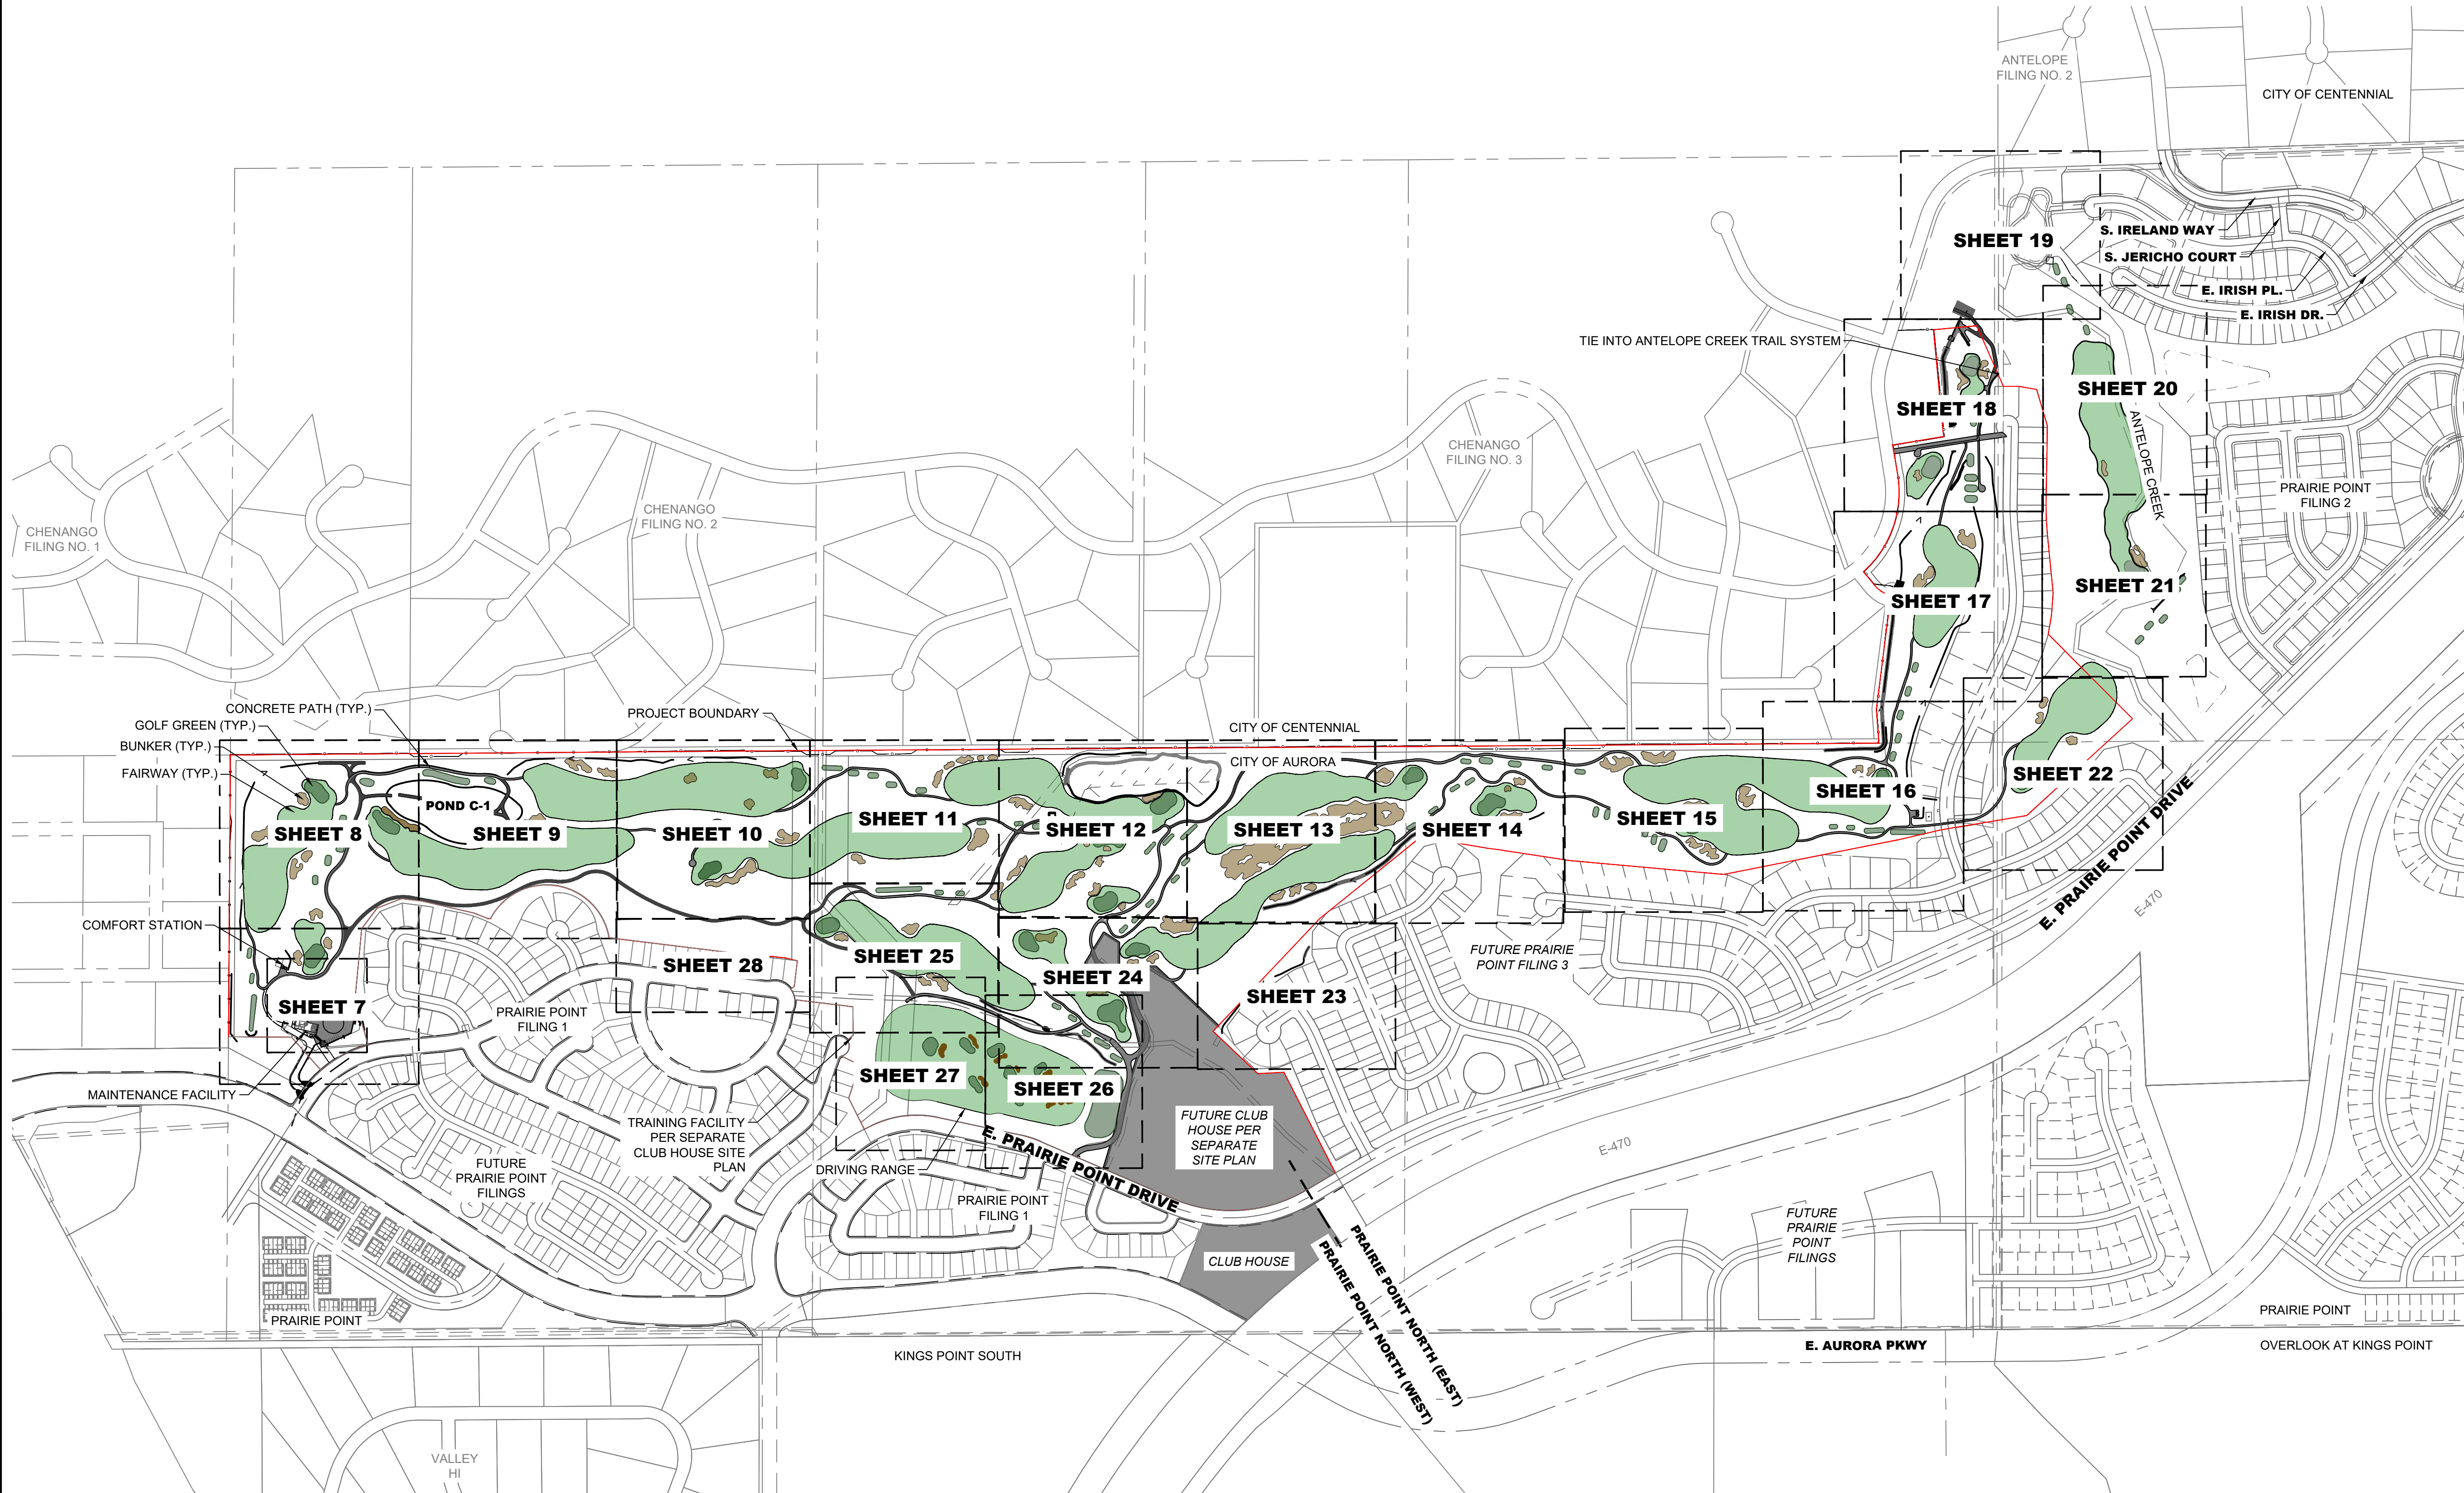 ANTELOPE
FILING NO. 2
CITY OF CENTENNIAL
SHEET 19
S. IRELAND WAY
S. JERICHO COURT
E. IRISH PL.
E. IRISH DR.
TIE INTO ANTELOPE CREEK TRAIL SYSTEM
SHEET 18
SHEET 20
ANTELOPE CREEK
CHENANGO
FILING NO. 3
PRAIRIE POINT
FILING 2
CHENANGO
FILING NO. 2
CHENANGO
FILING NO. 1
SHEET 21
SHEET 17
CONCRETE PATH (TYP.)
PROJECT BOUNDARY
GOLF GREEN (TYP.)
CITY OF CENTENNIAL
BUNKER (TYP.)
CITY OF AURORA
FAIRWAY (TYP.)
POND C-1
SHEET 8
SHEET 9
SHEET 10
SHEET 11
SHEET 12
SHEET 13
SHEET 14
SHEET 15
SHEET 16
SHEET 22
E. PRAIRIE POINT DRIVE
E-470
COMFORT STATION
SHEET 28
SHEET 25
SHEET 24
SHEET 23
FUTURE PRAIRIE
POINT FILING 3
SHEET 7
PRAIRIE POINT
FILING 1
SHEET 27
SHEET 26
MAINTENANCE FACILITY
TRAINING FACILITY
PER SEPARATE
CLUB HOUSE SITE
PLAN
FUTURE CLUB
HOUSE PER
SEPARATE
SITE PLAN
E. PRAIRIE POINT DRIVE
E-470
FUTURE
PRAIRIE POINT
FILINGS
DRIVING RANGE
PRAIRIE POINT
FILING 1
FUTURE
PRAIRIE
POINT
FILINGS
CLUB HOUSE
PRAIRIE POINT NORTH (EAST)
PRAIRIE POINT NORTH (WEST)
PRAIRIE POINT
PRAIRIE POINT
KINGS POINT SOUTH
E. AURORA PKWY
OVERLOOK AT KINGS POINT
VALLEY
HI